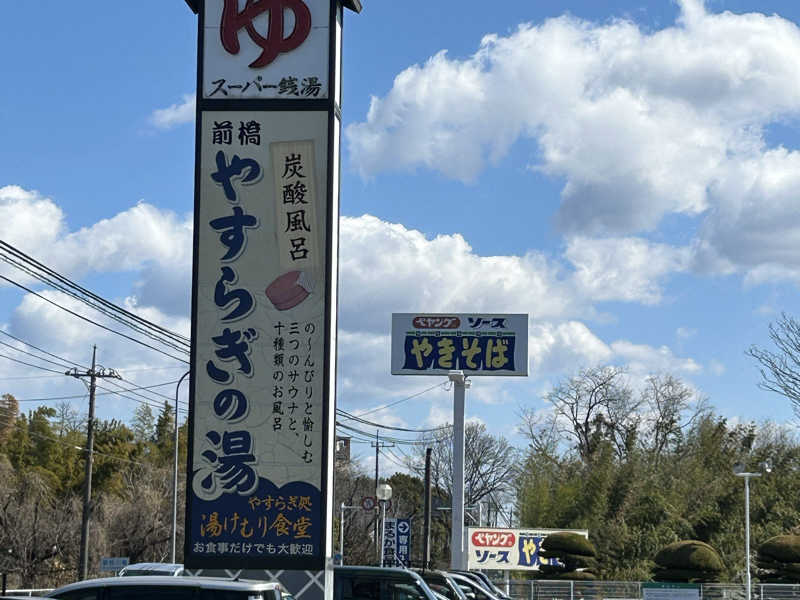 ゆ
スーパー銭湯
前橋
やすらぎの湯
炭酸風呂
の〜んびりと愉しむ
三つのサウナと、
十種類のお風呂
やすらぎ処
湯けむり食堂
お食事だけでも大歓迎
ペヤング ソース
やきそば
ペヤング ソース
専用